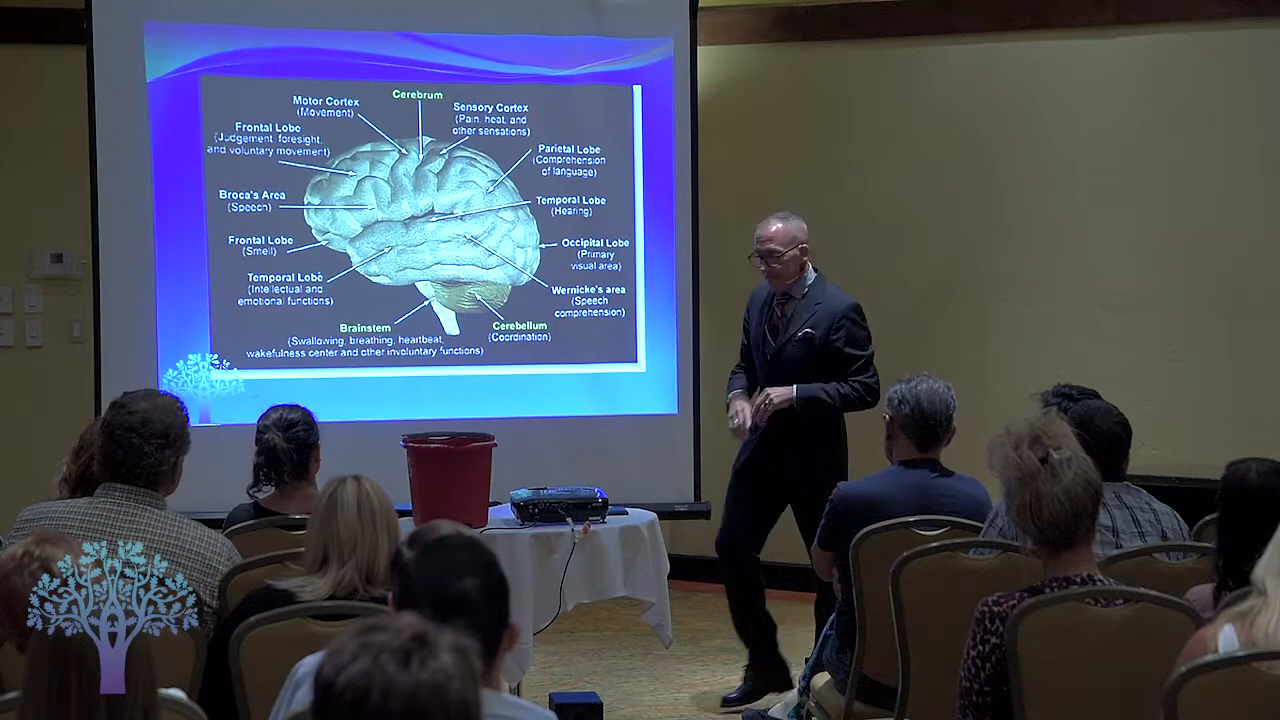 Cerebrum
Motor Cortex
(Movement)
Sensory Cortex
(Pain, heat, and
other sensations)
Frontal Lobe
(Judgement, foresight,
and voluntary movement)
Parietal Lobe
(Comprehension
of language)
Broca's Area
(Speech)
Temporal Lobe
(Hearing)
Frontal Lobe
(Smell)
Occipital Lobe
(Primary
visual area)
Temporal Lobe
(Intellectual and
emotional functions)
Wernicke's area
(Speech
comprehension)
Brainstem
(Swallowing, breathing, heartbeat,
wakefulness center and other involuntary functions)
Cerebellum
(Coordination)